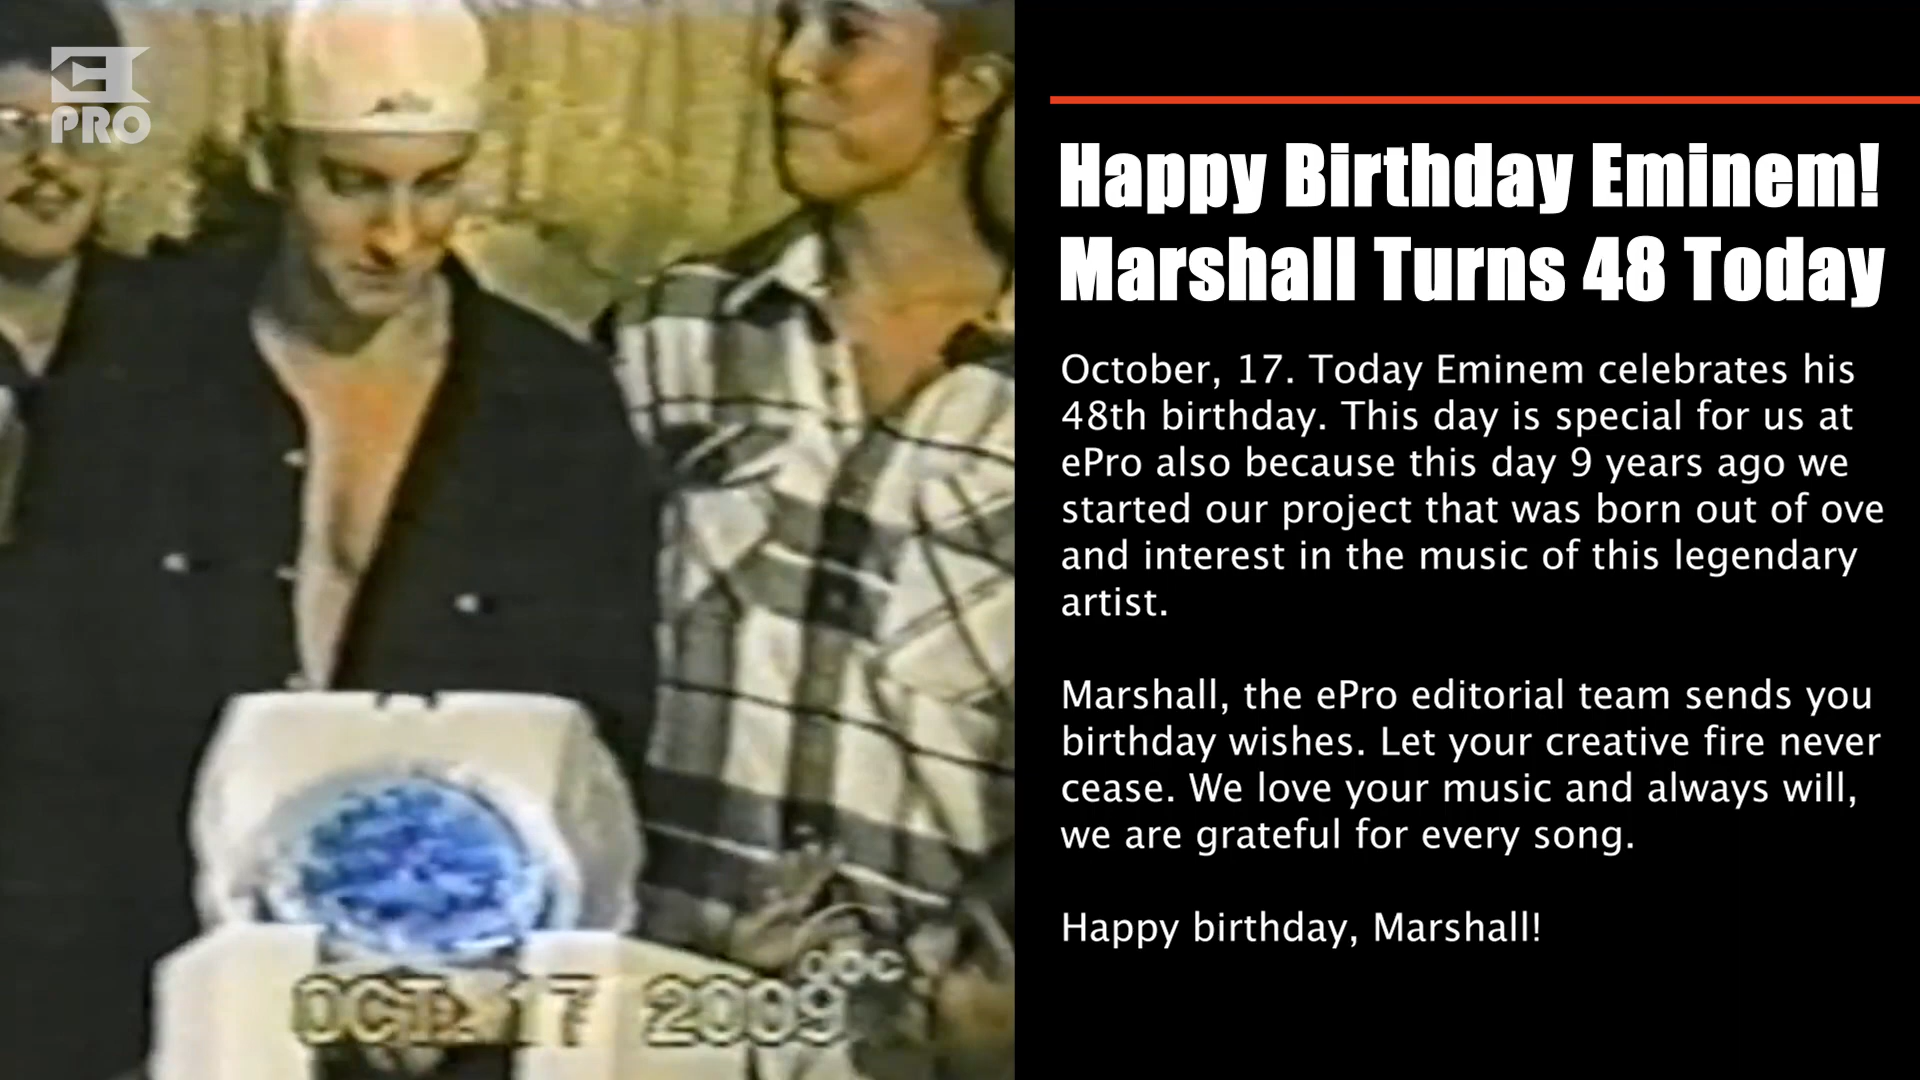 PRO
Happy Birthday Eminem!
Marshall Turns 48 Today
October, 17. Today Eminem celebrates his
48th birthday. This day is special for us at
ePro also because this day 9 years ago we
started our project that was born out of ove
and interest in the music of this legendary
artist.
Marshall, the ePro editorial team sends you
birthday wishes. Let your creative fire never
cease. We love your music and always will,
we are grateful for every song.
Happy birthday, Marshall!
OCT. 17 2009